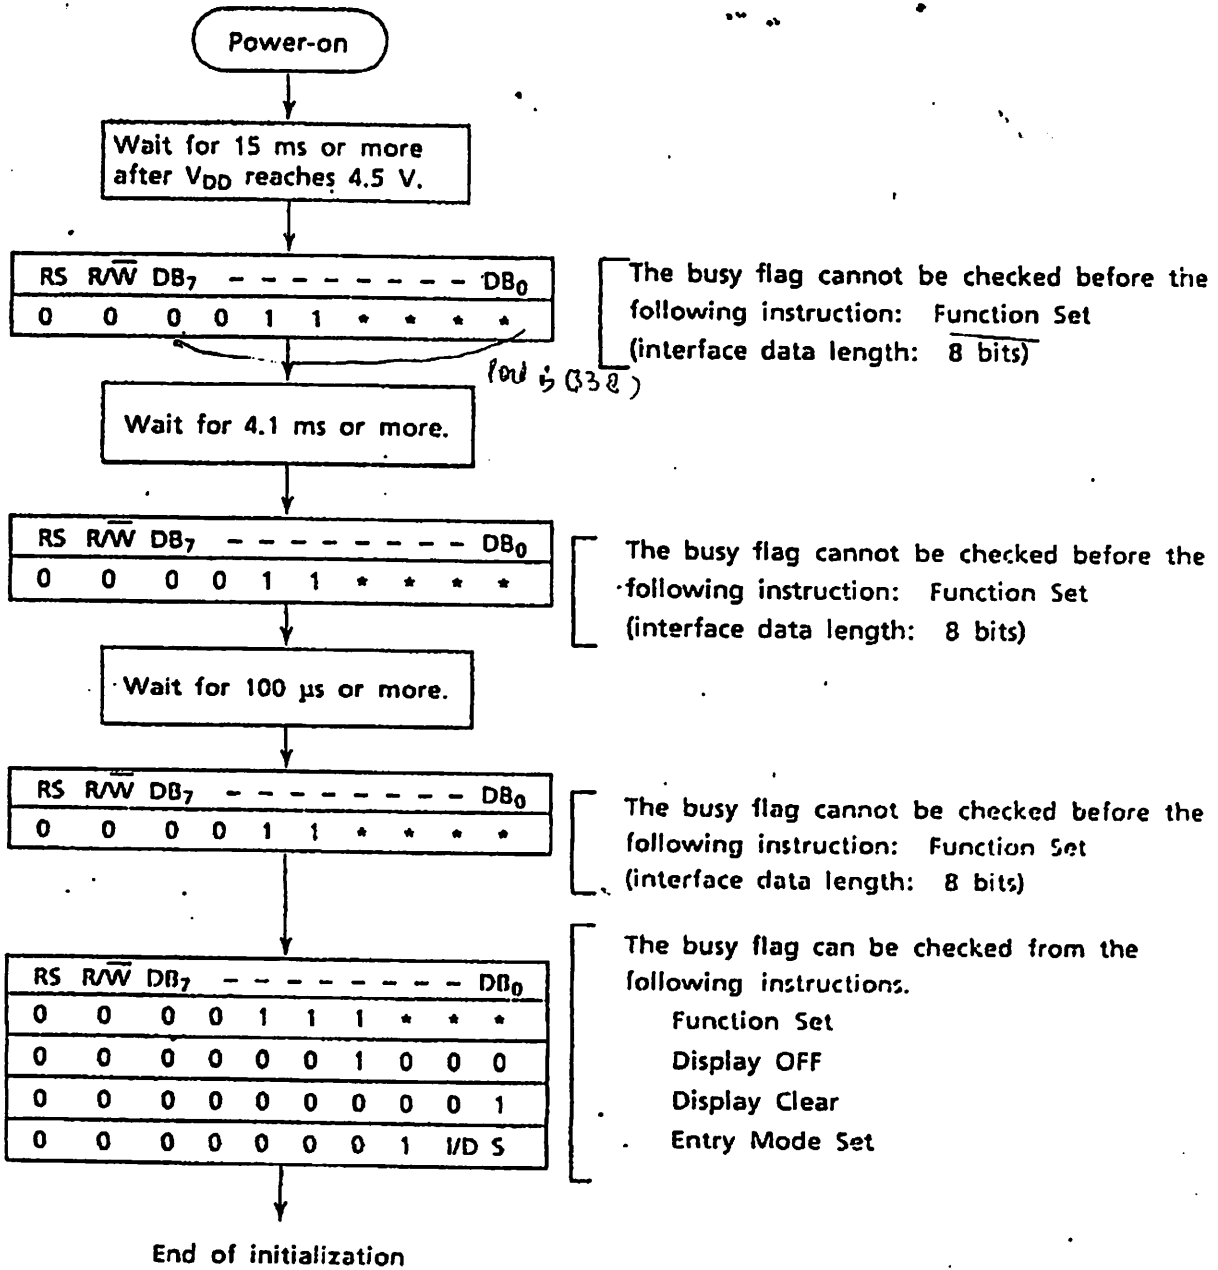 Power-on
Wait for 15 ms or more
after VDD reaches 4.5 V.
RS R/W̅ DB7 - - - - - - - - DB0
0 0 0 0 1 1 * * * *
The busy flag cannot be checked before the
following instruction: Function Set
(interface data length: 8 bits)
Wait for 4.1 ms or more.
RS R/W̅ DB7 - - - - - - - - DB0
0 0 0 0 1 1 * * * *
The busy flag cannot be checked before the
following instruction: Function Set
(interface data length: 8 bits)
Wait for 100 μs or more.
RS R/W̅ DB7 - - - - - - - - DB0
0 0 0 0 1 1 * * * *
The busy flag cannot be checked before the
following instruction: Function Set
(interface data length: 8 bits)
RS R/W̅ DB7 - - - - - - - - DB0
0 0 0 0 1 1 1 * * *
0 0 0 0 0 0 1 0 0 0
0 0 0 0 0 0 0 0 0 1
0 0 0 0 0 0 0 1 I/D S
The busy flag can be checked from the
following instructions.
Function Set
Display OFF
Display Clear
Entry Mode Set
End of initialization